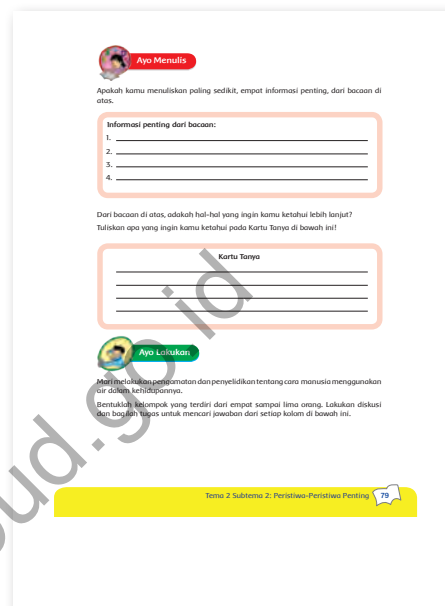 Ayo Menulis
Apakah kamu menuliskan paling sedikit, empat informasi penting, dari bacaan di
atas.
Informasi penting dari bacaan:
1.
2.
3.
4.
Dari bacaan di atas, adakah hal-hal yang ingin kamu ketahui lebih lanjut?
Tuliskan apa yang ingin kamu ketahui pada Kartu Tanya di bawah ini!
Kartu Tanya
Ayo Lakukan
Mari melakukan pengamatan dan penyelidikan tentang cara manusia menggunakan
air dalam kehidupannya.
Bentuklah kelompok yang terdiri dari empat sampai lima orang. Lakukan diskusi
dan bagilah tugas untuk mencari jawaban dari setiap kolom di bawah ini.
Tema 2 Subtema 2: Peristiwa-Peristiwa Penting
79
ud.go.id